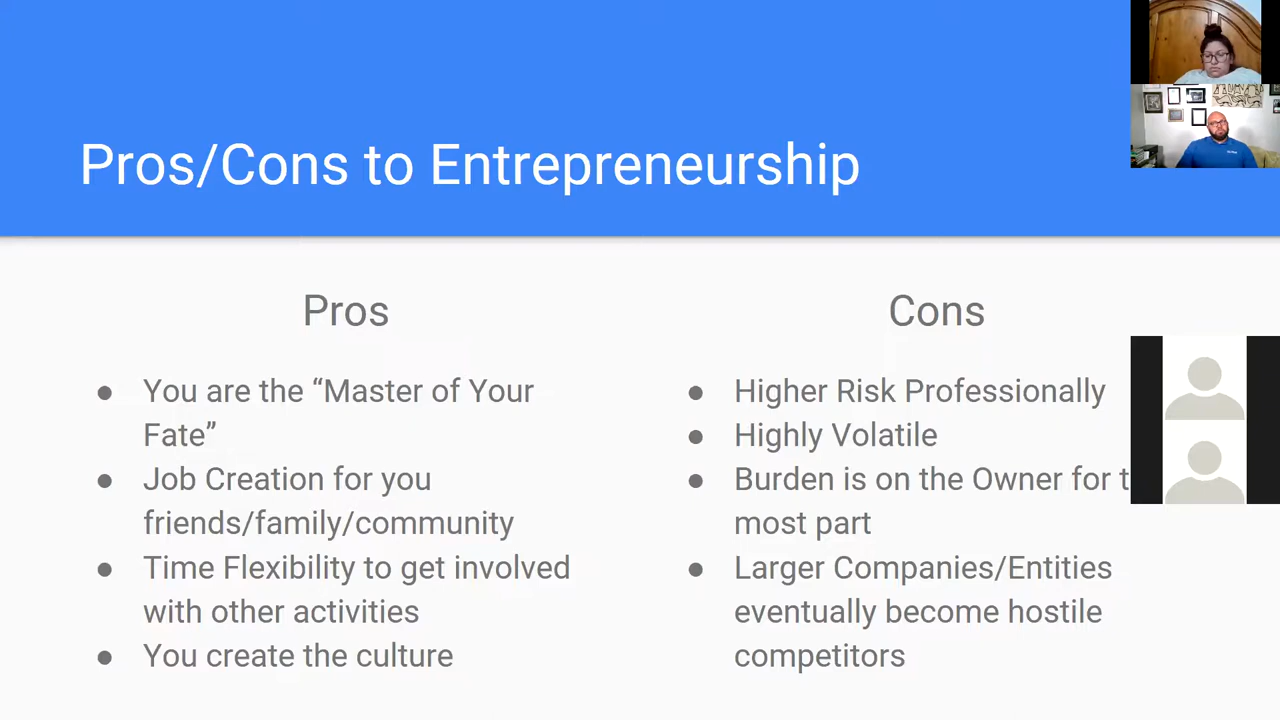 Pros/Cons to Entrepreneurship
Pros
● You are the “Master of Your
Fate”
● Job Creation for you
friends/family/community
● Time Flexibility to get involved
with other activities
● You create the culture
Cons
● Higher Risk Professionally
● Highly Volatile
● Burden is on the Owner for t
most part
● Larger Companies/Entities
eventually become hostile
competitors